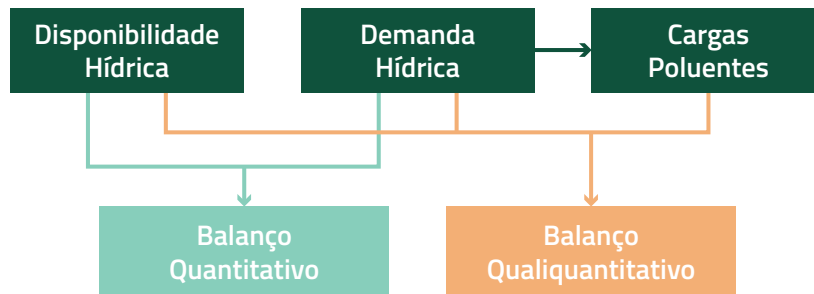 Disponibilidade
Hídrica
Demanda
Hídrica
Cargas
Poluentes
Balanço
Quantitativo
Balanço
Qualiquantitativo